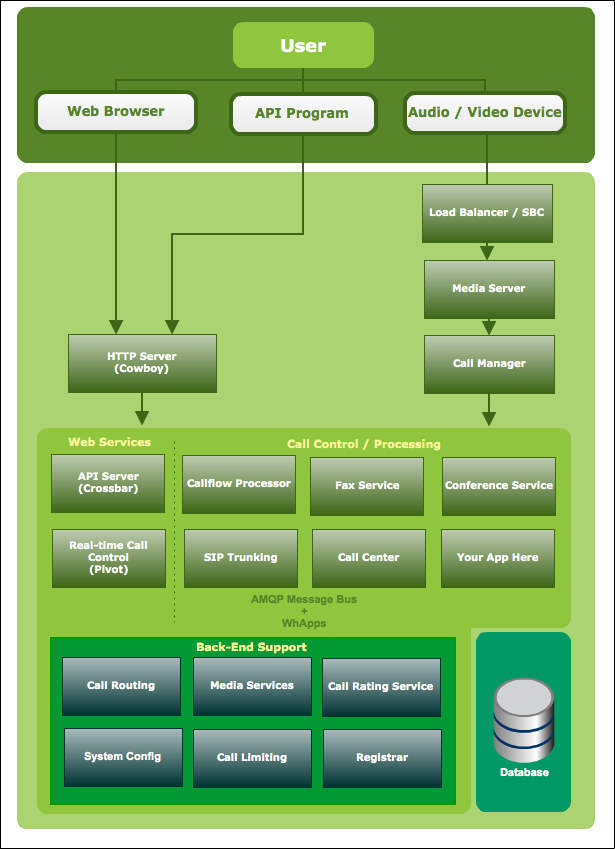 User
Web Browser
API Program
Audio / Video Device
Load Balancer / SBC
Media Server
Call Manager
HTTP Server
(Cowboy)
Web Services
Call Control / Processing
API Server
(Crossbar)
Callflow Processor
Fax Service
Conference Service
Real-time Call
Control
(Pivot)
SIP Trunking
Call Center
Your App Here
AMQP Message Bus
+
WhApps
Back-End Support
Call Routing
Media Services
Call Rating Service
System Config
Call Limiting
Registrar
Database